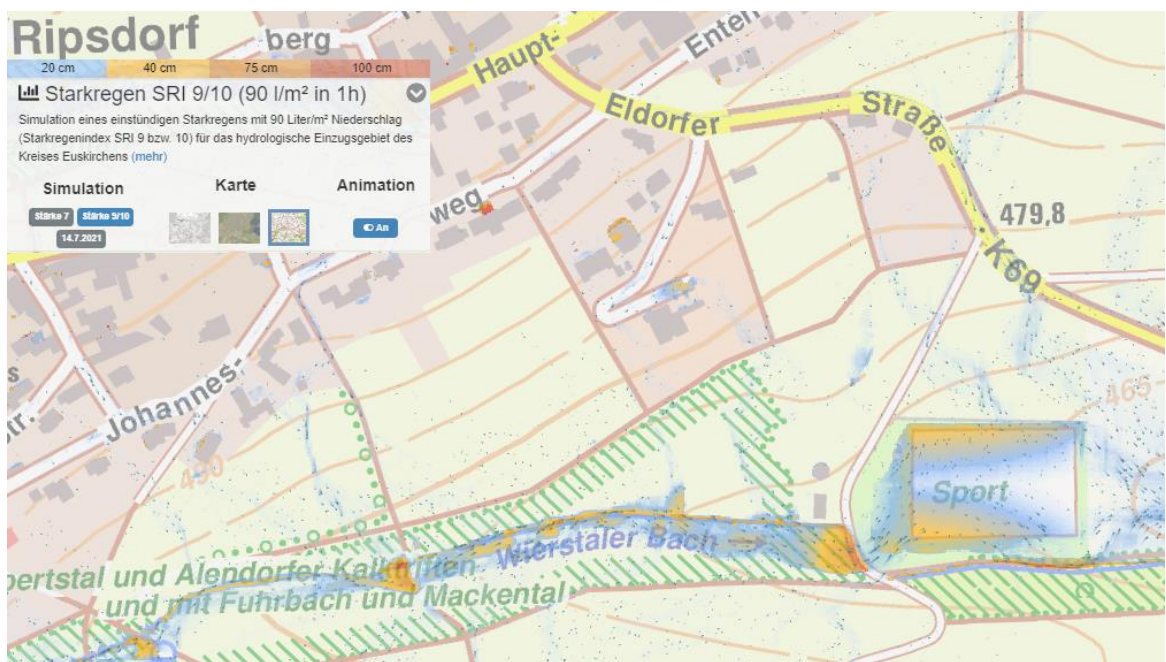 Ripsdorf
berg
20 cm 40 cm 75 cm 100 cm
Starkregen SRI 9/10 (90 l/m² in 1h)
Simulation eines einstündigen Starkregens mit 90 Liter/m² Niederschlag
(Starkregenindex SRI 9 bzw. 10) für das hydrologische Einzugsgebiet des
Kreises Euskirchens (mehr)
Simulation Karte Animation
Stärke 7 Stärke 9/10
An
14.7.2021
Haupt-
Enten
Eldorfer
Straße
weg
479,8
K69
s
tr.
Johannes-
490
465
Sport
Wierstaler Bach
pertstal und Alendorfer Kalktriften
und mit Fuhrbach und Mackental